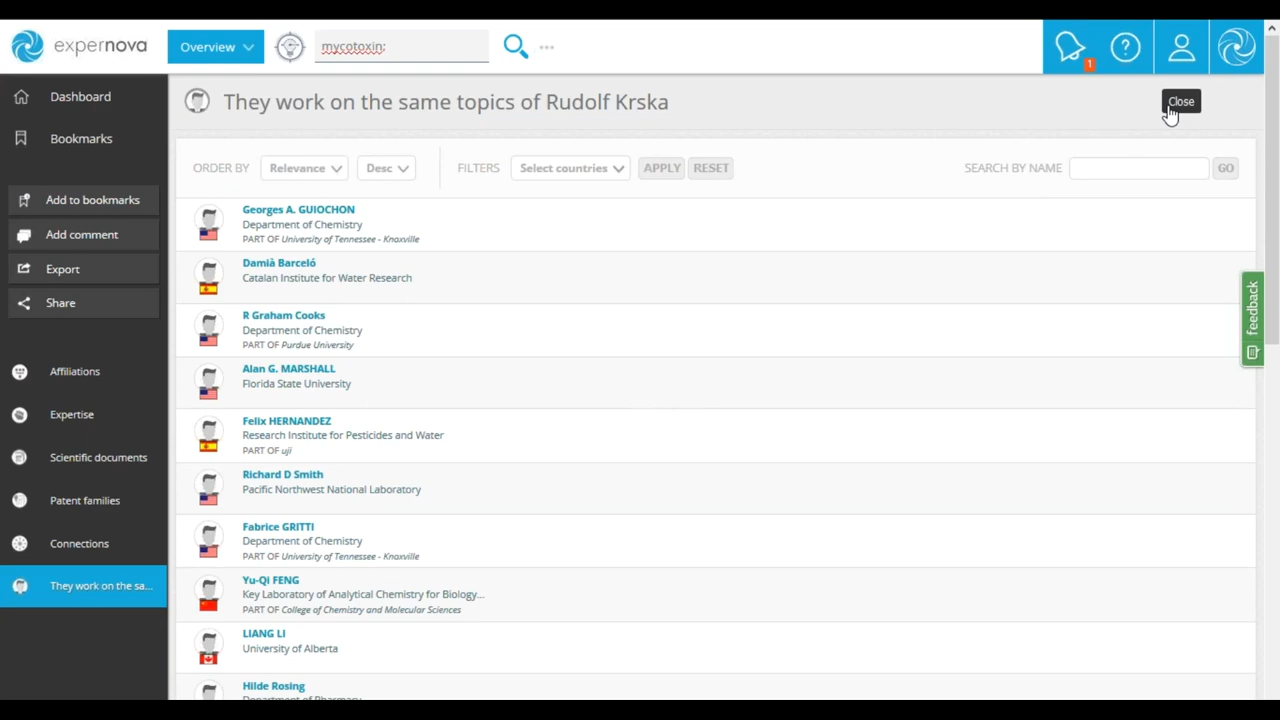 expernova
Overview
mycotoxin;
1
Dashboard
Bookmarks
Add to bookmarks
Add comment
Export
Share
Affiliations
Expertise
Scientific documents
Patent families
Connections
They work on the sa...
They work on the same topics of Rudolf Krska
Close
ORDER BY Relevance Desc FILTERS Select countries APPLY RESET SEARCH BY NAME GO
Georges A. GUIOCHON
Department of Chemistry
PART OF University of Tennessee - Knoxville
Damià Barceló
Catalan Institute for Water Research
R Graham Cooks
Department of Chemistry
PART OF Purdue University
Alan G. MARSHALL
Florida State University
Felix HERNANDEZ
Research Institute for Pesticides and Water
PART OF uji
Richard D Smith
Pacific Northwest National Laboratory
Fabrice GRITTI
Department of Chemistry
PART OF University of Tennessee - Knoxville
Yu-Qi FENG
Key Laboratory of Analytical Chemistry for Biology...
PART OF College of Chemistry and Molecular Sciences
LIANG LI
University of Alberta
Hilde Rosing
Department of Pharmacy
feedback